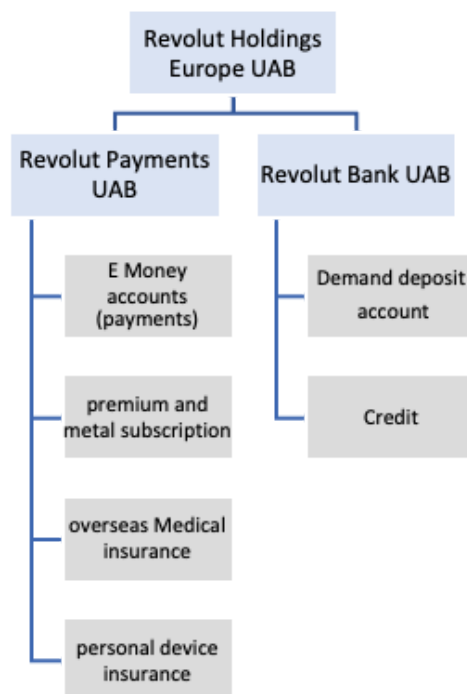 Revolut Holdings
Europe UAB
Revolut Payments
UAB
Revolut Bank UAB
E Money
accounts
(payments)
Demand deposit
account
premium and
metal subscription
Credit
overseas Medical
insurance
personal device
insurance